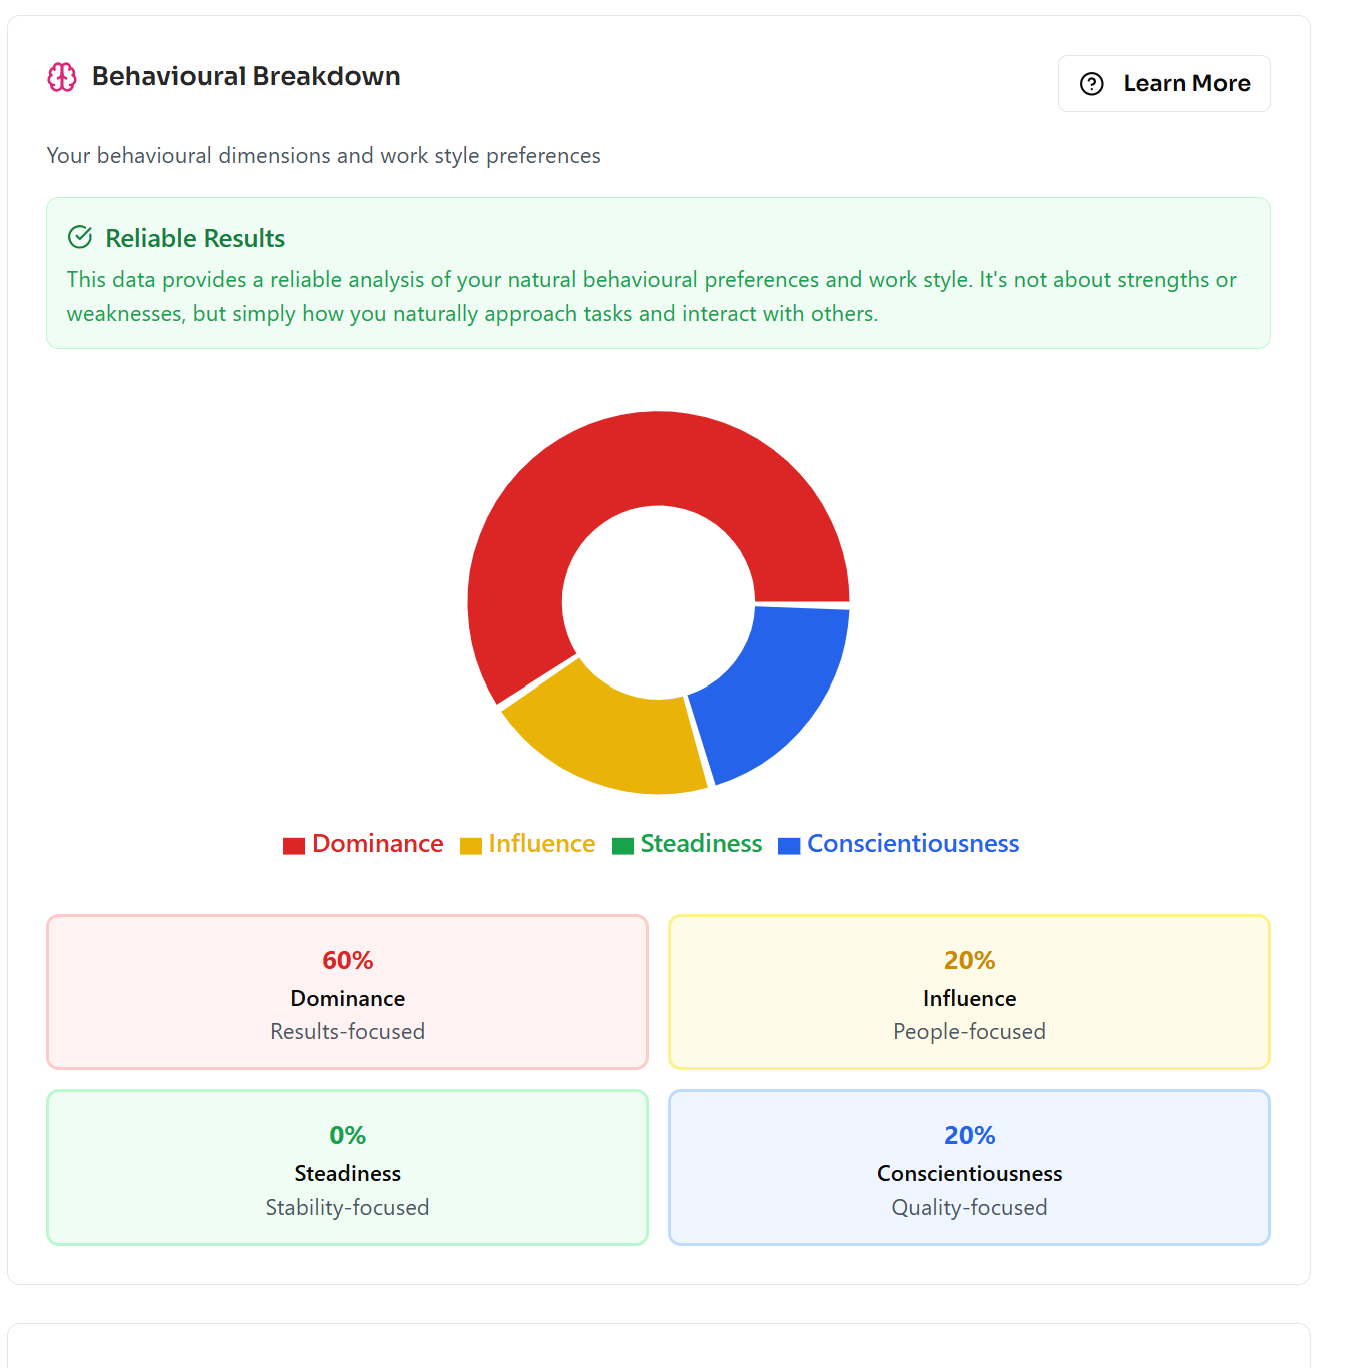 Behavioural Breakdown
Learn More
Your behavioural dimensions and work style preferences
Reliable Results
This data provides a reliable analysis of your natural behavioural preferences and work style. It's not about strengths or
weaknesses, but simply how you naturally approach tasks and interact with others.
Dominance Influence Steadiness Conscientiousness
60%
Dominance
Results-focused
20%
Influence
People-focused
0%
Steadiness
Stability-focused
20%
Conscientiousness
Quality-focused